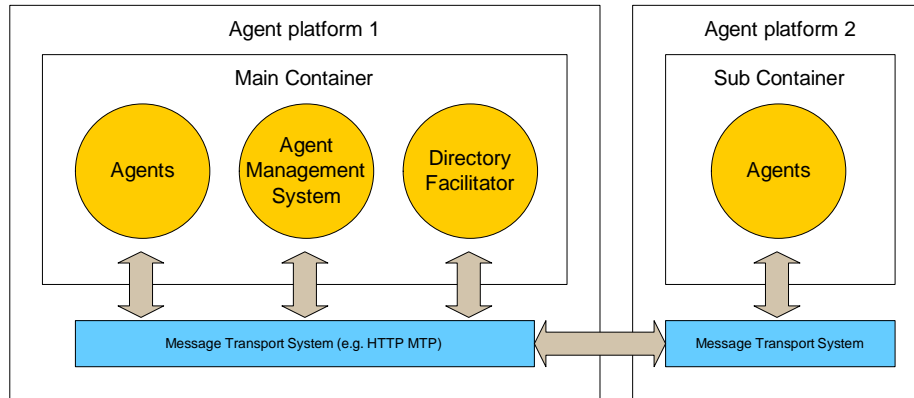 Agent platform 1
Agent platform 2
Main Container
Sub Container
Agents
Agent
Management
System
Directory
Facilitator
Agents
Message Transport System (e.g. HTTP MTP)
Message Transport System